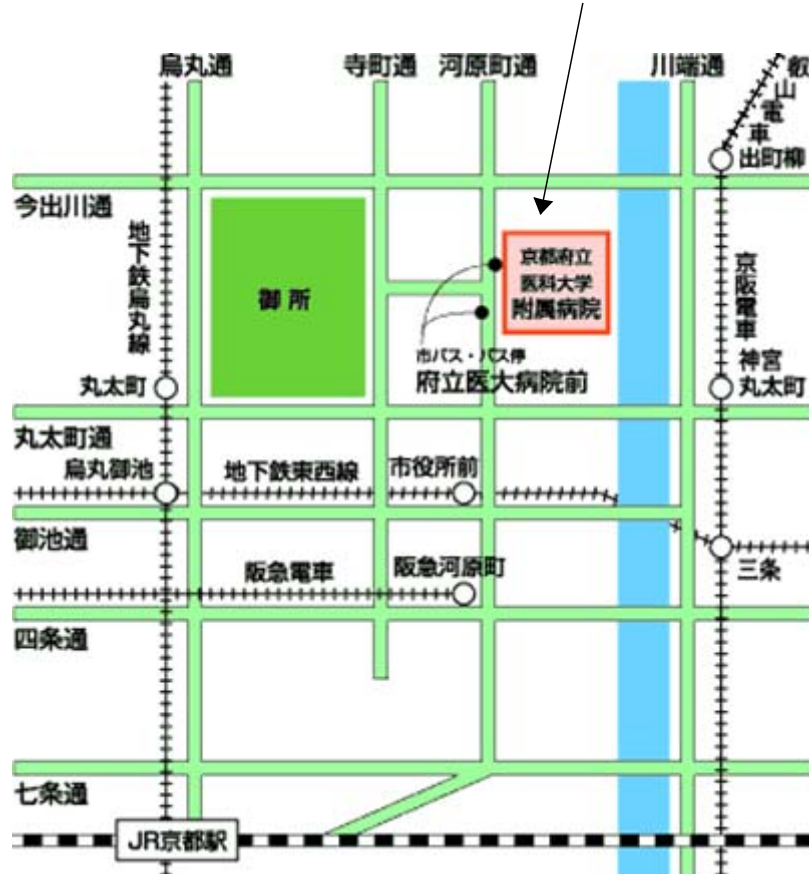 烏丸通
寺町通
河原町通
川端通
叡山電車
出町柳
今出川通
地下鉄烏丸線
御所
京都府立
医科大学
附属病院
京阪電車
市バス・バス停
府立医大病院前
神宮
丸太町
丸太町
丸太町通
烏丸御池
地下鉄東西線
市役所前
御池通
三条
阪急電車
阪急河原町
四条通
七条通
JR京都駅